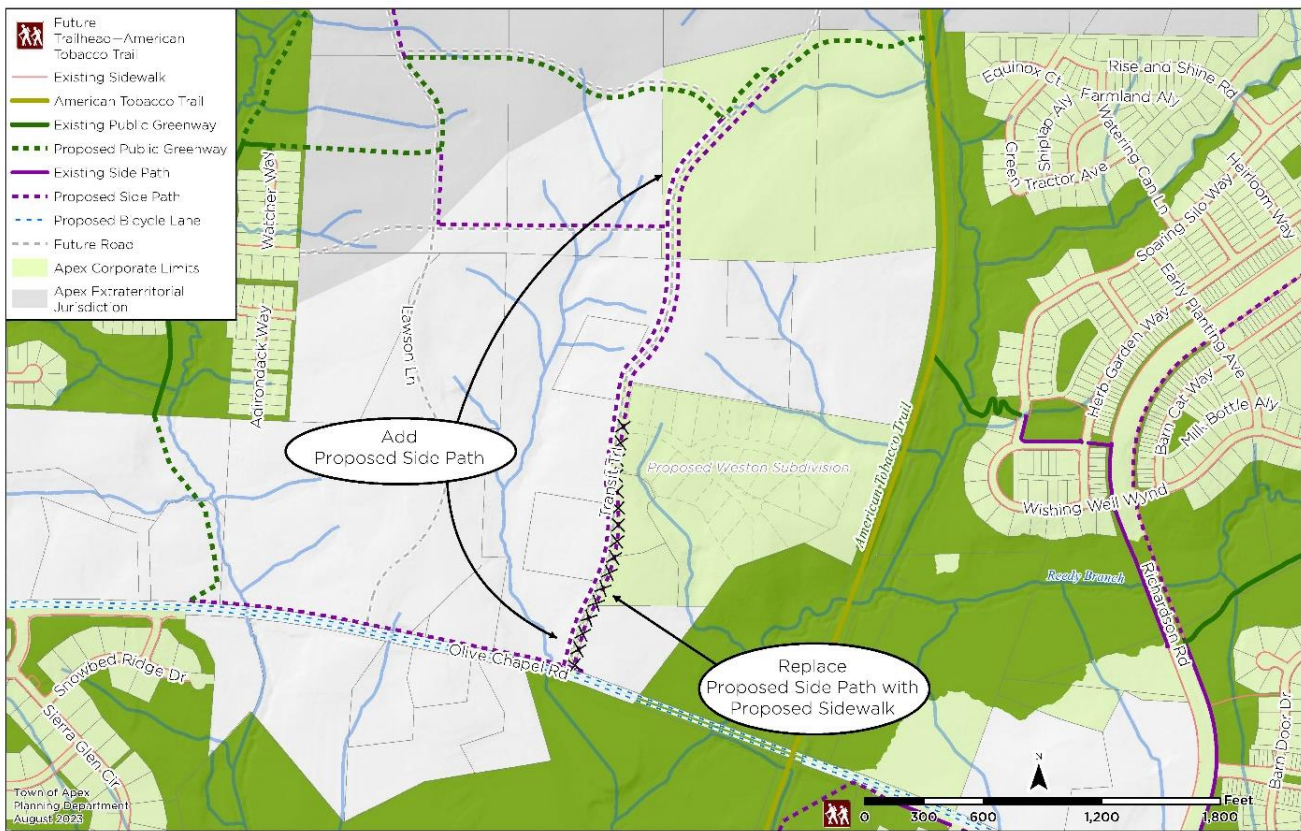 Future
Trailhead—American
Tobacco Trail
Existing Sidewalk
American Tobacco Trail
Existing Public Greenway
Proposed Public Greenway
Existing Side Path
Proposed Side Path
Proposed Bicycle Lane
Future Road
Apex Corporate Limits
Apex Extraterritorial
Jurisdiction
Watcher Way
Adirondack Way
Lawson Ln
Add
Proposed Side Path
Transit Trl
Proposed Weston Subdivision
American Tobacco Trail
Equinox Ct
Rise and Shine Rd
Farmland Aly
Shiplap Aly
Watering Can Ln
Green
Tractor Ave
Heirloom Way
Soaring Silo Way
Early Planting Ave
Herb Garden Way
Barn Cat Way
Milk Bottle Aly
Wishing Well Wynd
Reedy Branch
Richardson Rd
Olive Chapel Rd
Replace
Proposed Side Path with
Proposed Sidewalk
Snowbed Ridge Dr
Sierra Glen Cir
Barn Door Dr
Town of Apex
Planning Department
August 2023
N
Feet
0 300 600 1,200 1,800